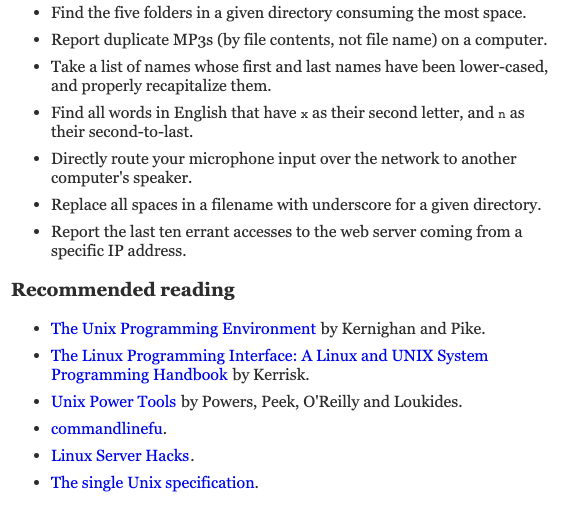 • Find the five folders in a given directory consuming the most space.
• Report duplicate MP3s (by file contents, not file name) on a computer.
• Take a list of names whose first and last names have been lower-cased,
and properly recapitalize them.
• Find all words in English that have x as their second letter, and n as
their second-to-last.
• Directly route your microphone input over the network to another
computer's speaker.
• Replace all spaces in a filename with underscore for a given directory.
• Report the last ten errant accesses to the web server coming from a
specific IP address.
Recommended reading
• The Unix Programming Environment by Kernighan and Pike.
• The Linux Programming Interface: A Linux and UNIX System
Programming Handbook by Kerrisk.
• Unix Power Tools by Powers, Peek, O'Reilly and Loukides.
• commandlinefu.
• Linux Server Hacks.
• The single Unix specification.